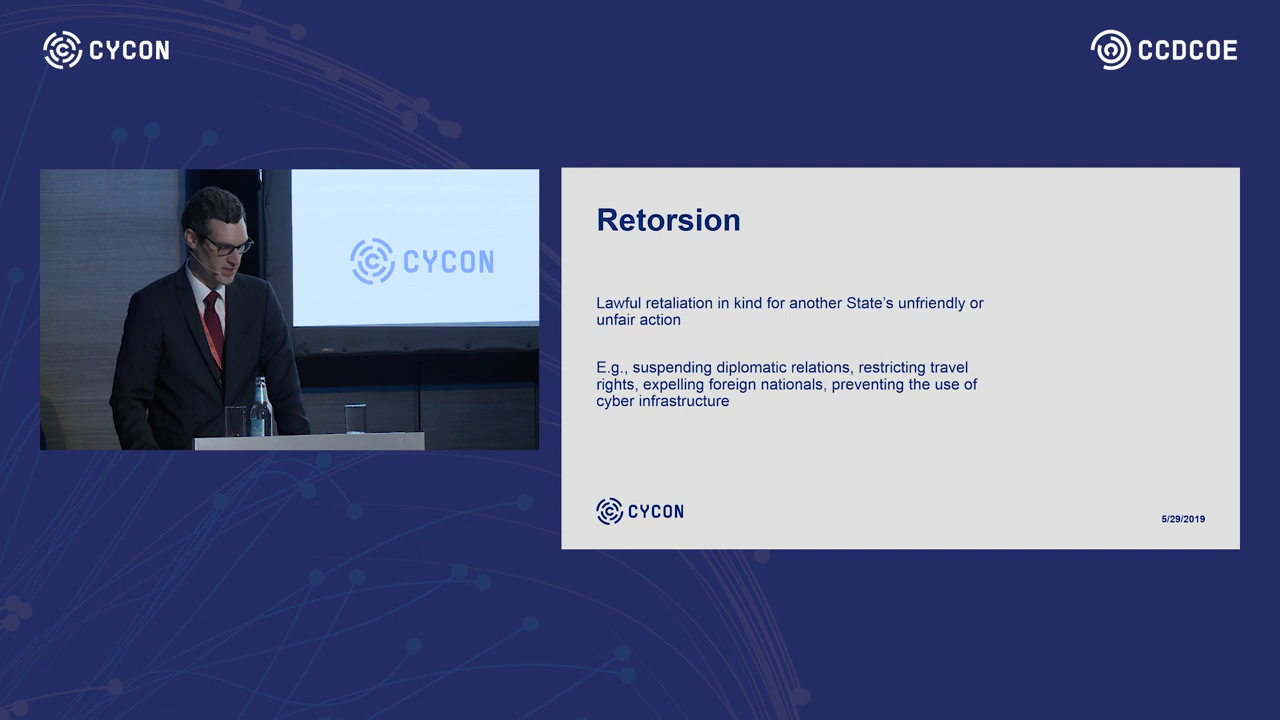 CYCON
CCDCOE
CYCON
Retorsion
Lawful retaliation in kind for another State's unfriendly or
unfair action
E.g., suspending diplomatic relations, restricting travel
rights, expelling foreign nationals, preventing the use of
cyber infrastructure
CYCON
5/29/2019